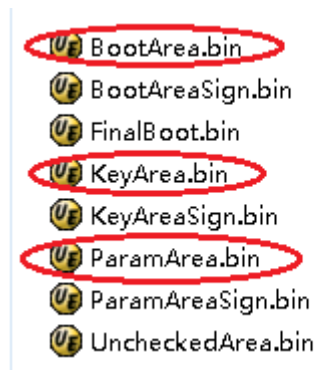 BootArea.bin
BootAreaSign.bin
FinalBoot.bin
KeyArea.bin
KeyAreaSign.bin
ParamArea.bin
ParamAreaSign.bin
UncheckedArea.bin